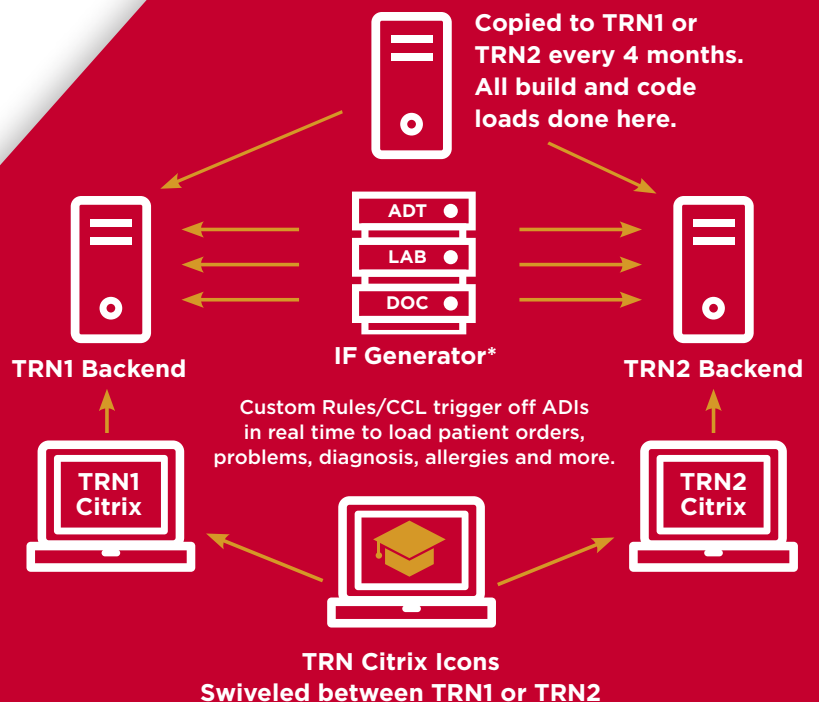 Copied to TRN1 or
TRN2 every 4 months.
All build and code
loads done here.
ADT
LAB
DOC
TRN1 Backend
IF Generator*
TRN2 Backend
Custom Rules/CCL trigger off ADIs
in real time to load patient orders,
problems, diagnosis, allergies and more.
TRN1
Citrix
TRN2
Citrix
TRN Citrix Icons
Swiveled between TRN1 or TRN2